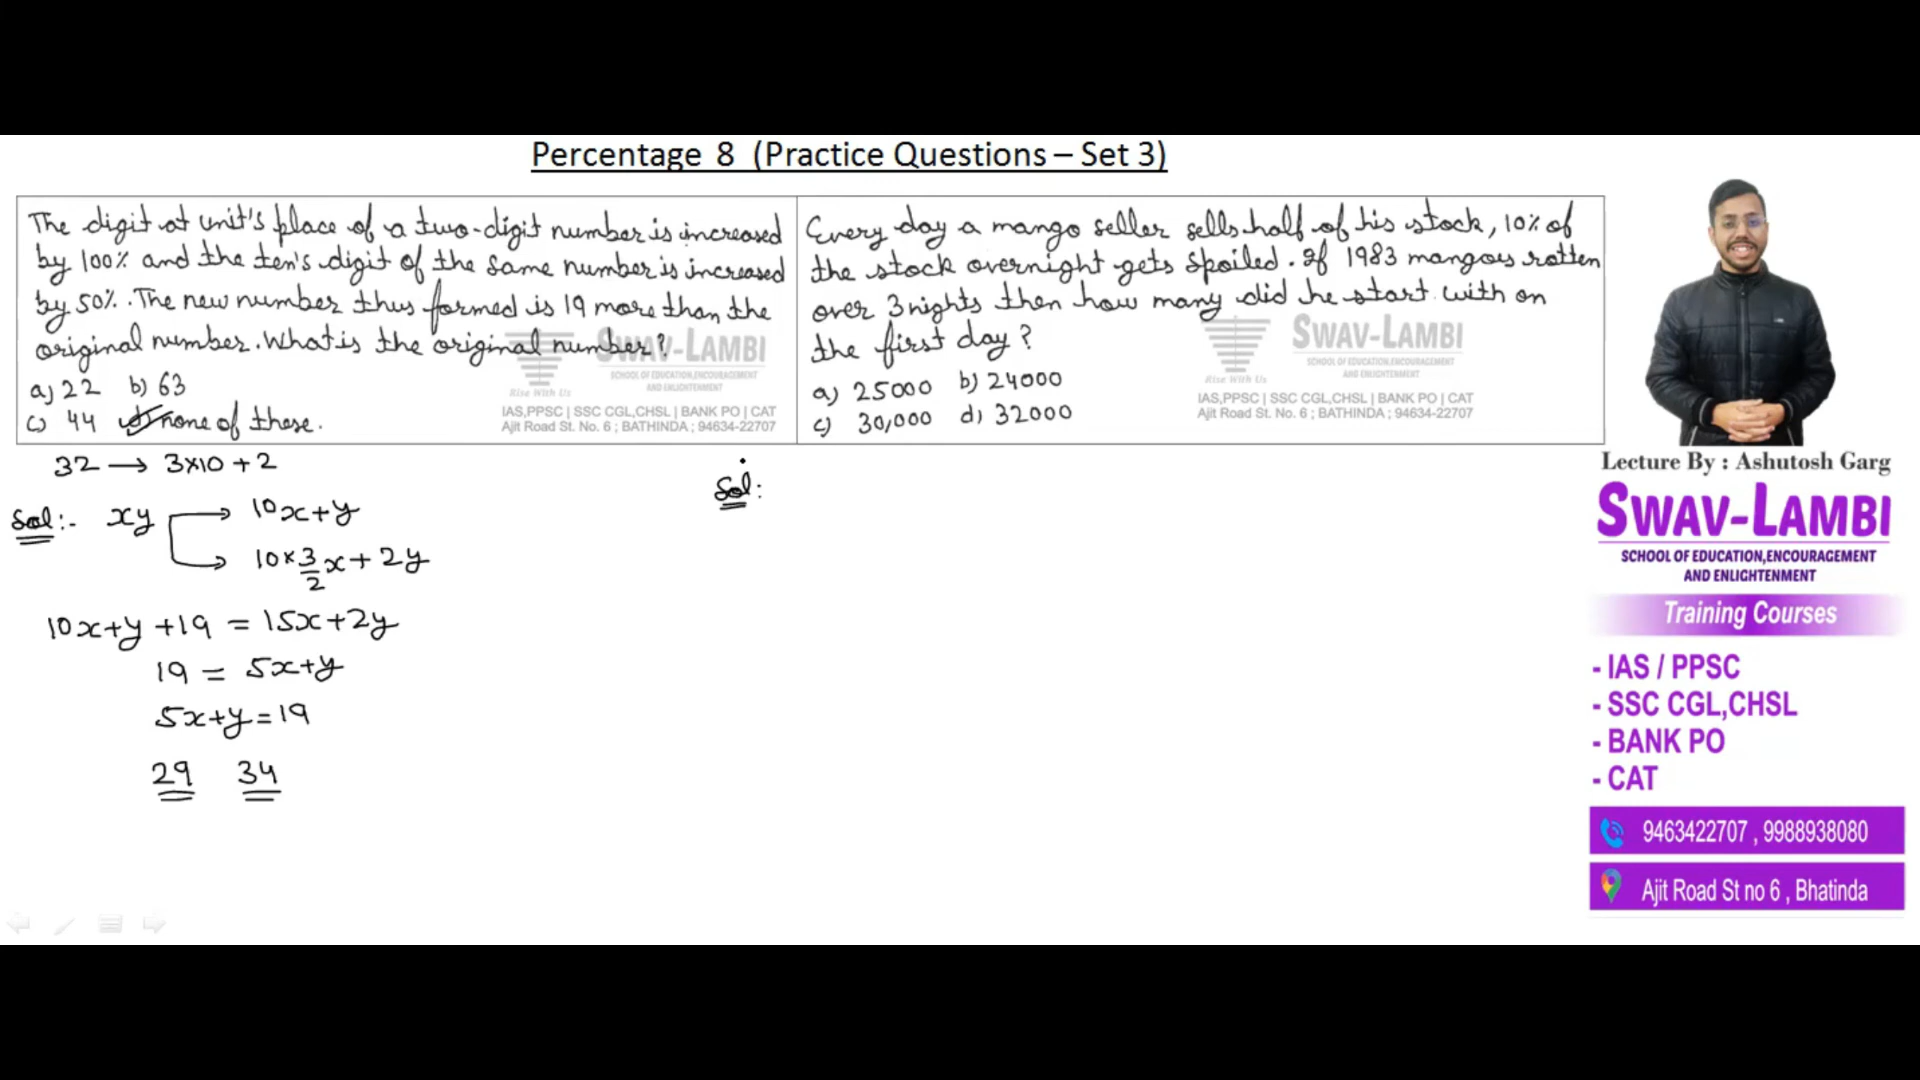 Percentage 8 (Practice Questions – Set 3)
The digit at unit's place of a two-digit number is increased
by 100% and the ten's digit of the same number is increased
by 50%. The new number thus formed is 19 more than the
original number. What is the original number?
a) 22 b) 63
c) 44 d) none of these.
SWAV-LAMBI
SCHOOL OF EDUCATION,ENCOURAGEMENT
AND ENLIGHTENMENT
Rise With Us
IAS,PPSC | SSC CGL,CHSL | BANK PO | CAT
Ajit Road St. No. 6 ; BATHINDA ; 94634-22707
Every day a mango seller sells half of his stock, 10% of
the stock overnight gets spoiled. If 1983 mangoes rotten
over 3 nights then how many did he start with on
the first day?
a) 25000 b) 24000
c) 30,000 d) 32000
SWAV-LAMBI
SCHOOL OF EDUCATION,ENCOURAGEMENT
AND ENLIGHTENMENT
Rise With Us
IAS,PPSC | SSC CGL,CHSL | BANK PO | CAT
Ajit Road St. No. 6 ; BATHINDA ; 94634-22707
32 → 3×10 + 2
Sol:- xy → 10x+y
→ 10×3/2x + 2y
10x+y +19 = 15x+2y
19 = 5x+y
5x+y = 19
29 34
Sol:
Lecture By : Ashutosh Garg
SWAV-LAMBI
SCHOOL OF EDUCATION,ENCOURAGEMENT
AND ENLIGHTENMENT
Training Courses
- IAS / PPSC
- SSC CGL,CHSL
- BANK PO
- CAT
9463422707 , 9988938080
Ajit Road St no 6 , Bhatinda